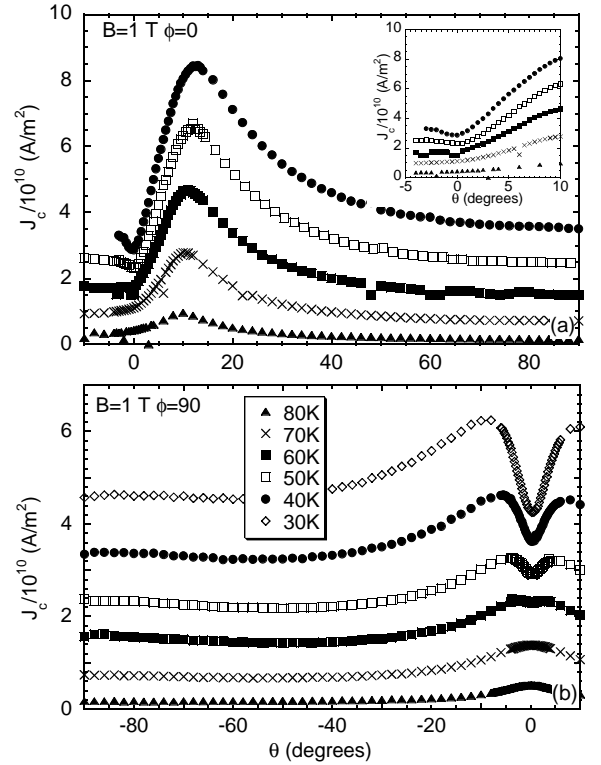 B=1 T ϕ=0
J_c/10^10 (A/m^2)
10
8
6
4
2
0
0 20 40 60 80
(a)
J_c/10^10 (A/m^2)
10
8
6
4
2
0
-4 0 5 10
θ (degrees)
B=1 T ϕ=90
80K
70K
60K
50K
40K
30K
J_c/10^10 (A/m^2)
6
4
2
0
-80 -60 -40 -20 0
(b)
θ (degrees)